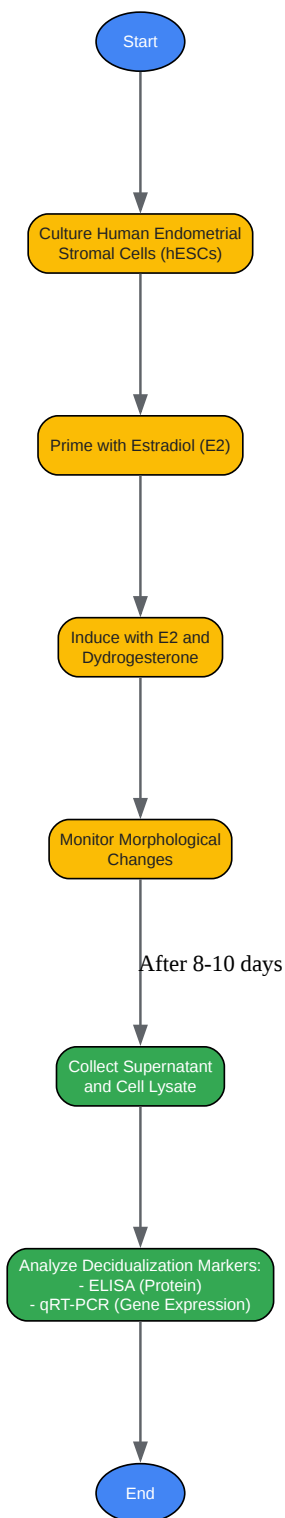 Start
Culture Human Endometrial
Stromal Cells (hESCs)
Prime with Estradiol (E2)
Induce with E2 and
Dydrogesterone
Monitor Morphological
Changes
After 8-10 days
Collect Supernatant
and Cell Lysate
Analyze Decidualization Markers:
- ELISA (Protein)
- qRT-PCR (Gene Expression)
End